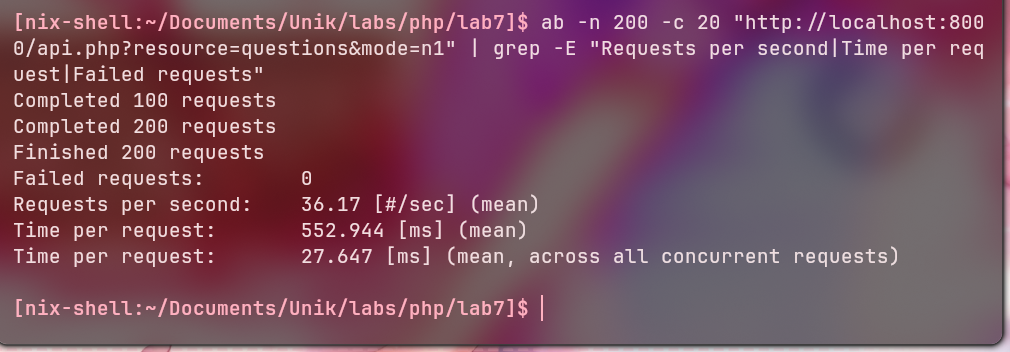 [nix-shell:~/Documents/Unik/labs/php/lab7]$ ab -n 200 -c 20 "http://localhost:800
0/api.php?resource=questions&mode=n1" | grep -E "Requests per second|Time per req
uest|Failed requests"
Completed 100 requests
Completed 200 requests
Finished 200 requests
Failed requests:        0
Requests per second:    36.17 [#/sec] (mean)
Time per request:       552.944 [ms] (mean)
Time per request:       27.647 [ms] (mean, across all concurrent requests)
[nix-shell:~/Documents/Unik/labs/php/lab7]$